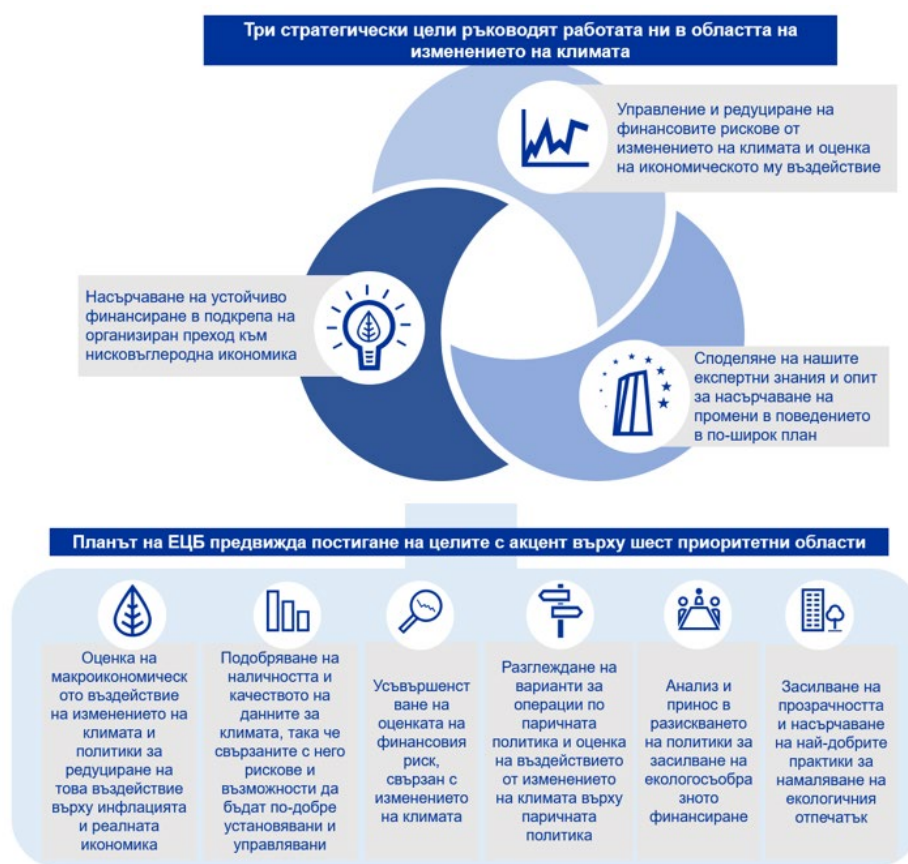 Три стратегически цели ръководят работата ни в областта на
изменението на климата
Управление и редуциране на
финансовите рискове от
изменението на климата и оценка
на икономическото му въздействие
Насърчаване на устойчиво
финансиране в подкрепа на
организиран преход към
нисковъглеродна икономика
Споделяне на нашите
експертни знания и опит
за насърчаване на
промени в поведението
в по-широк план
Планът на ЕЦБ предвижда постигане на целите с акцент върху шест приоритетни области
Оценка на
макроикономическ
ото въздействие
на изменението на
климата и
политики за
редуциране на
това въздействие
върху инфлацията
и реалната
икономика
Подобряване на
наличността и
качеството на
данните за
климата, така че
свързаните с него
рискове и
възможности да
бъдат по-добре
установявани и
управлявани
Усъвършенст
ване на
оценката на
финансовия
риск,
свързан с
изменението
на климата
Разглеждане на
варианти за
операции по
паричната
политика и оценка
на въздействието
от изменението
на климата върху
паричната
политика
Анализ и
принос в
разискването
на политики за
засилване на
екологосъобра
зното
финансиране
Засилване на
прозрачността
и насърчаване
на най-добрите
практики за
намаляване на
екологичния
отпечатък